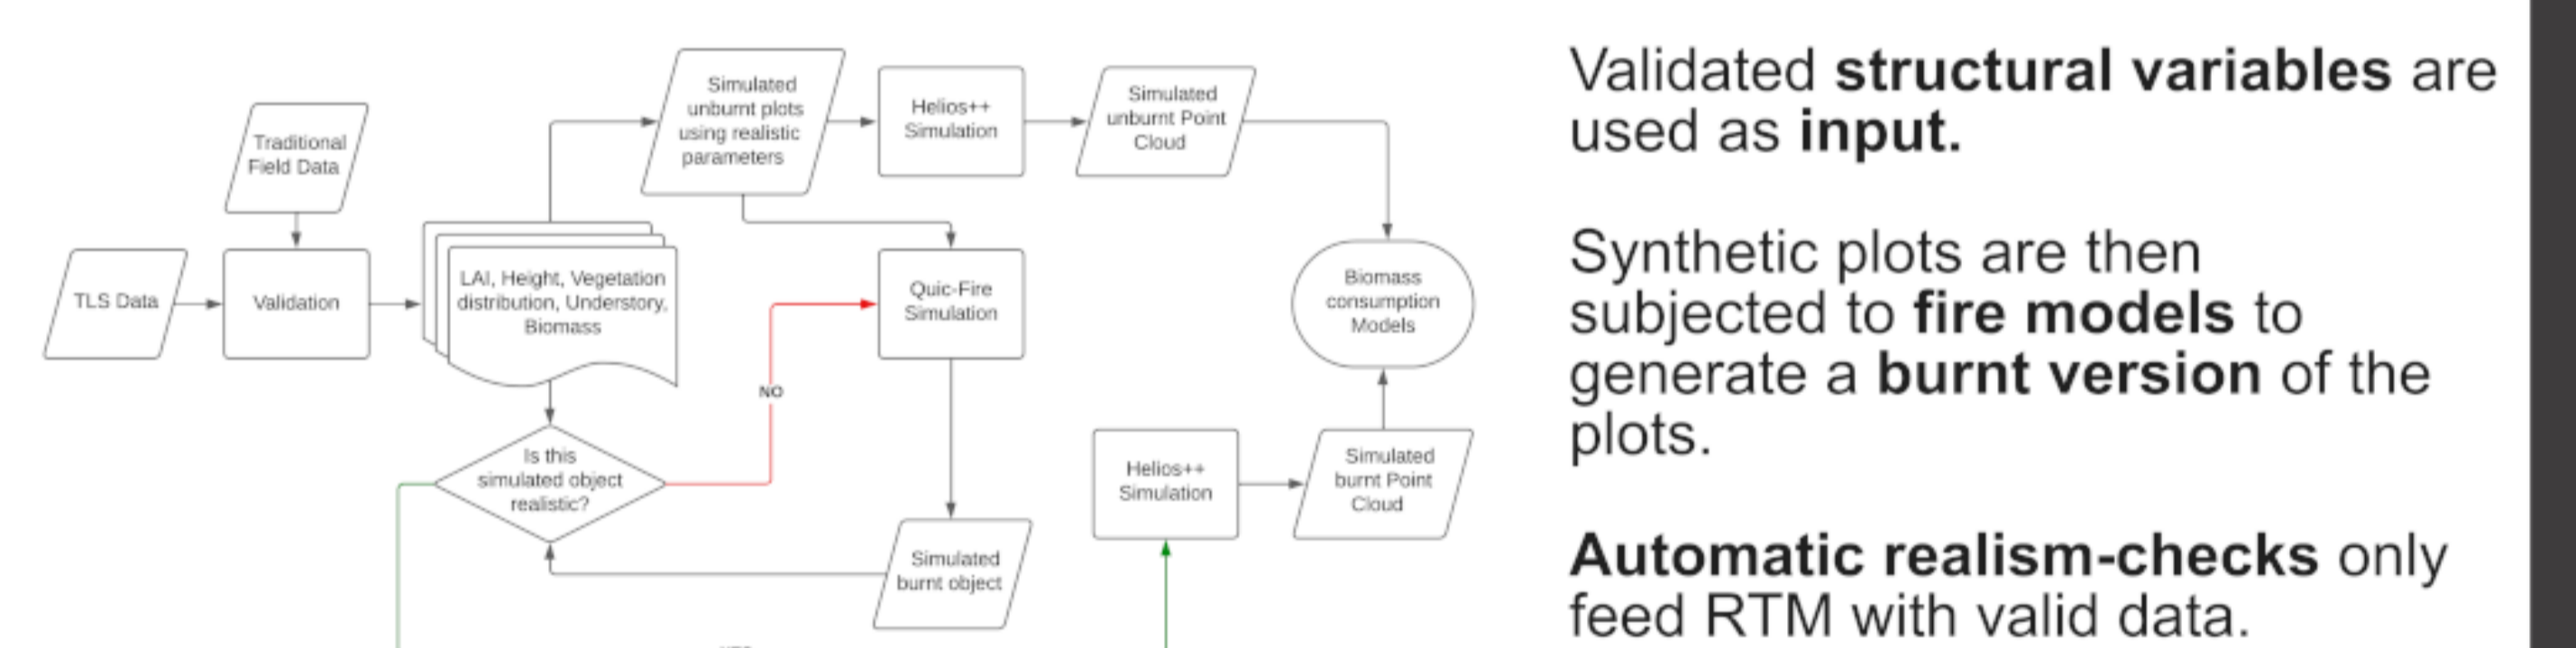 Simulated
unburnt plots
using realistic
parameters
Helios++
Simulation
Simulated
unburnt Point
Cloud
Traditional
Field Data
TLS Data
Validation
LAI, Height, Vegetation
distribution, Understory,
Biomass
Quic-Fire
Simulation
Biomass
consumption
Models
NO
Is this
simulated object
realistic?
Helios++
Simulation
Simulated
burnt Point
Cloud
Simulated
burnt object
Validated structural variables are
used as input.
Synthetic plots are then
subjected to fire models to
generate a burnt version of the
plots.
Automatic realism-checks only
feed RTM with valid data.